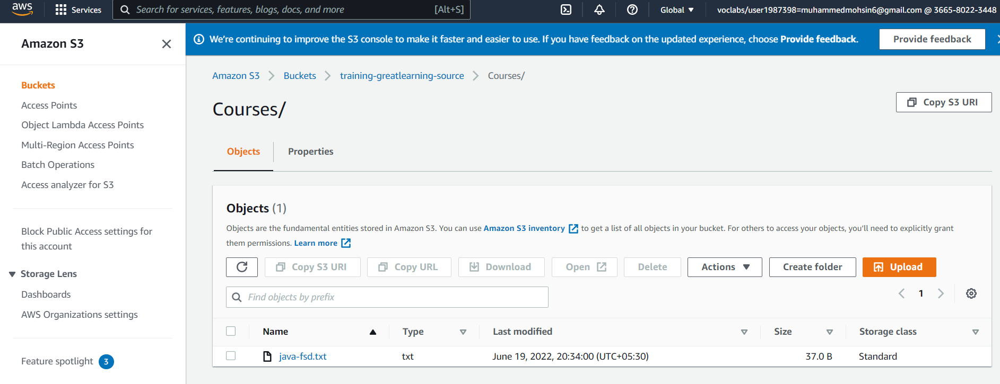 aws
Services
Search for services, features, blogs, docs, and more [Alt+S]
Global
voclabs/user1987398=muhammedmohsin6@gmail.com @ 3665-8022-3448
Amazon S3
We're continuing to improve the S3 console to make it faster and easier to use. If you have feedback on the updated experience, choose Provide feedback.
Provide feedback
Buckets
Access Points
Object Lambda Access Points
Multi-Region Access Points
Batch Operations
Access analyzer for S3
Block Public Access settings for
this account
Storage Lens
Dashboards
AWS Organizations settings
Feature spotlight 3
Amazon S3 Buckets training-greatlearning-source Courses/
Courses/
Copy S3 URI
Objects Properties
Objects (1)
Objects are the fundamental entities stored in Amazon S3. You can use Amazon S3 inventory to get a list of all objects in your bucket. For others to access your objects, you'll need to explicitly grant
them permissions. Learn more
Copy S3 URI Copy URL Download Open Delete Actions Create folder Upload
Find objects by prefix
1
Name Type Last modified Size Storage class
java-fsd.txt txt June 19, 2022, 20:34:00 (UTC+05:30) 37.0 B Standard